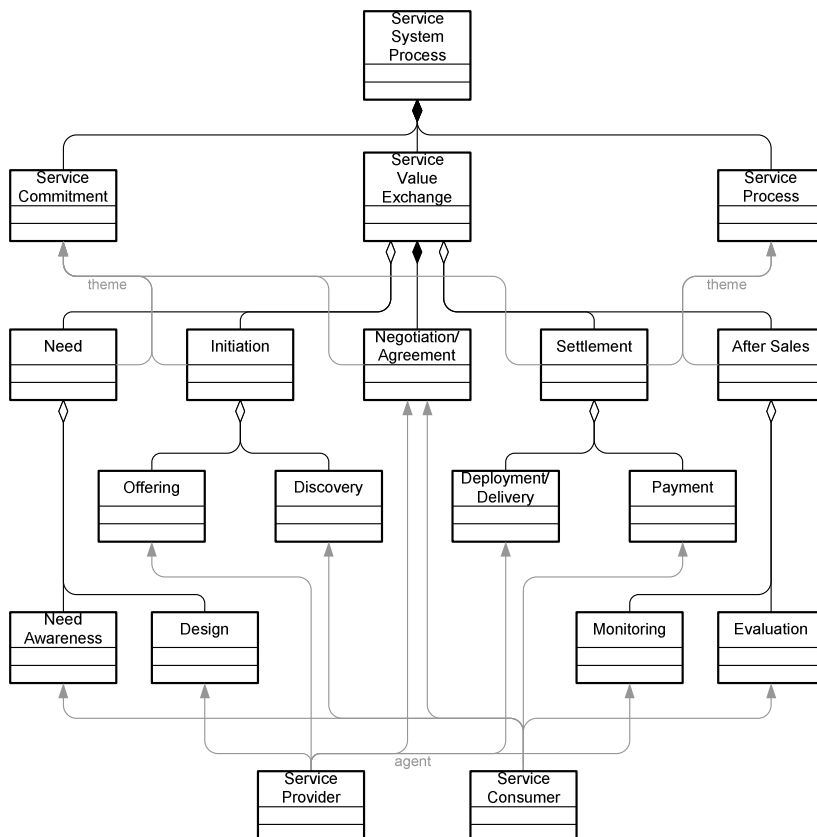 Service
System
Process
Service
Commitment
Service
Value
Exchange
Service
Process
theme
theme
Need
Initiation
Negotiation/
Agreement
Settlement
After Sales
Offering
Discovery
Deployment/
Delivery
Payment
Need
Awareness
Design
Monitoring
Evaluation
agent
Service
Provider
Service
Consumer